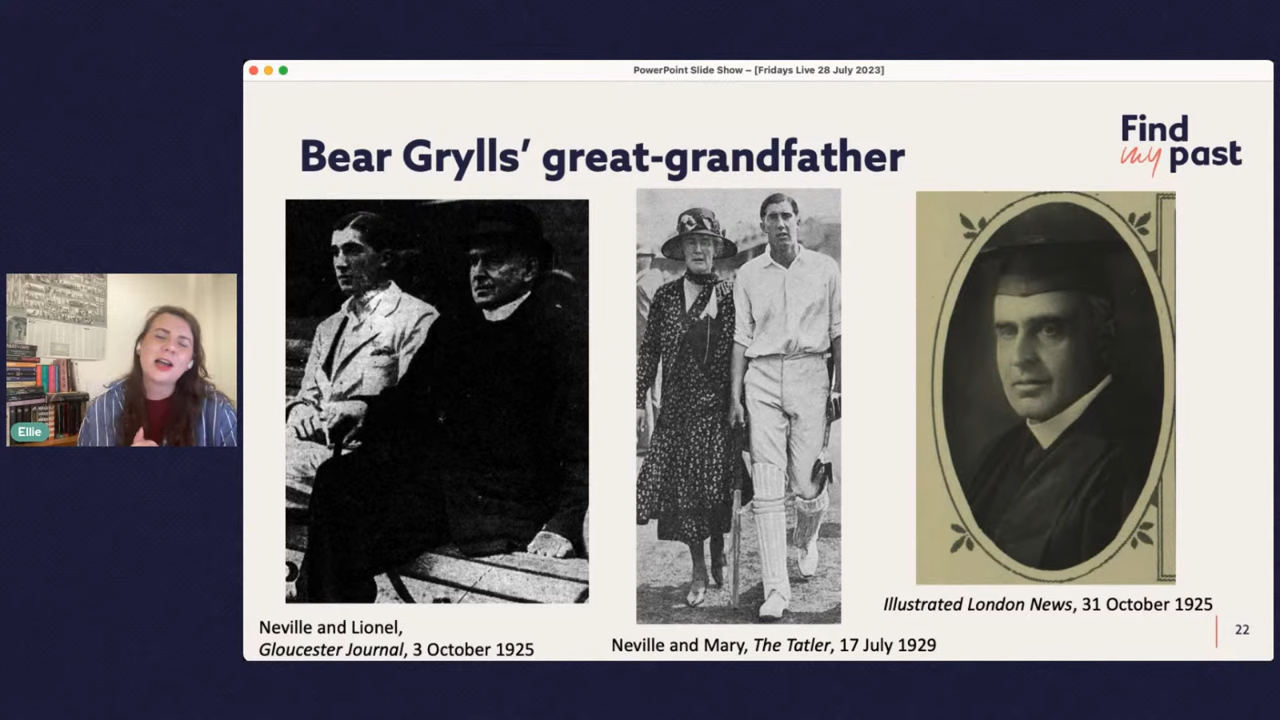 PowerPoint Slide Show – [Fridays Live 28 July 2023]
Bear Grylls’ great-grandfather
Find
my past
Ellie
Illustrated London News, 31 October 1925
Neville and Lionel,
Gloucester Journal, 3 October 1925
Neville and Mary, The Tatler, 17 July 1929
22